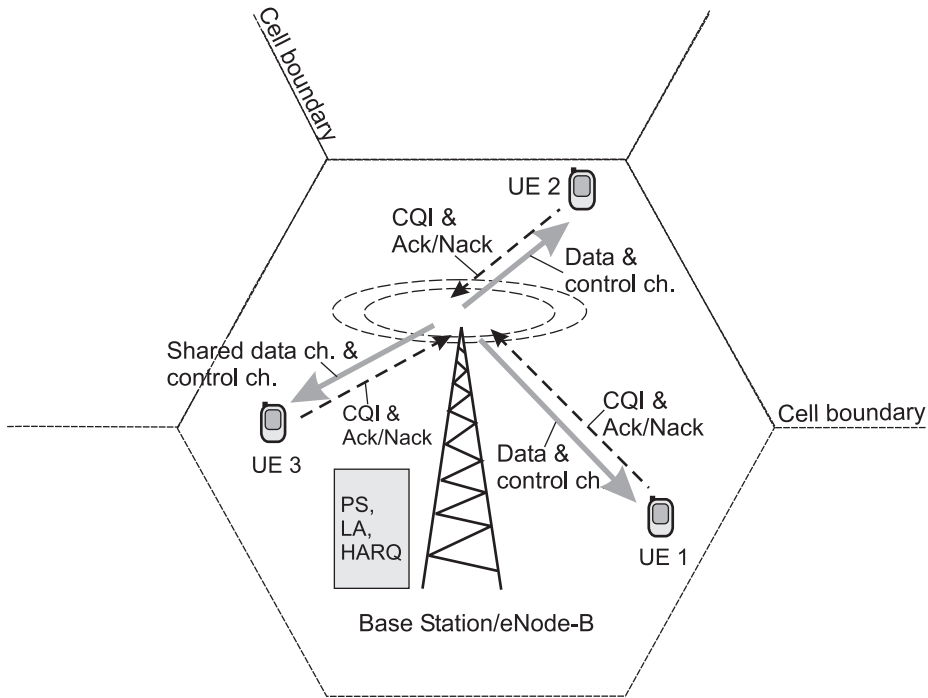 Cell boundary
UE 2
CQI &
Ack/Nack
Data &
control ch.
Shared data ch. &
control ch.
CQI &
Ack/Nack
CQI &
Ack/Nack
Cell boundary
UE 3
Data &
control ch
PS,
LA,
HARQ
UE 1
Base Station/eNode-B